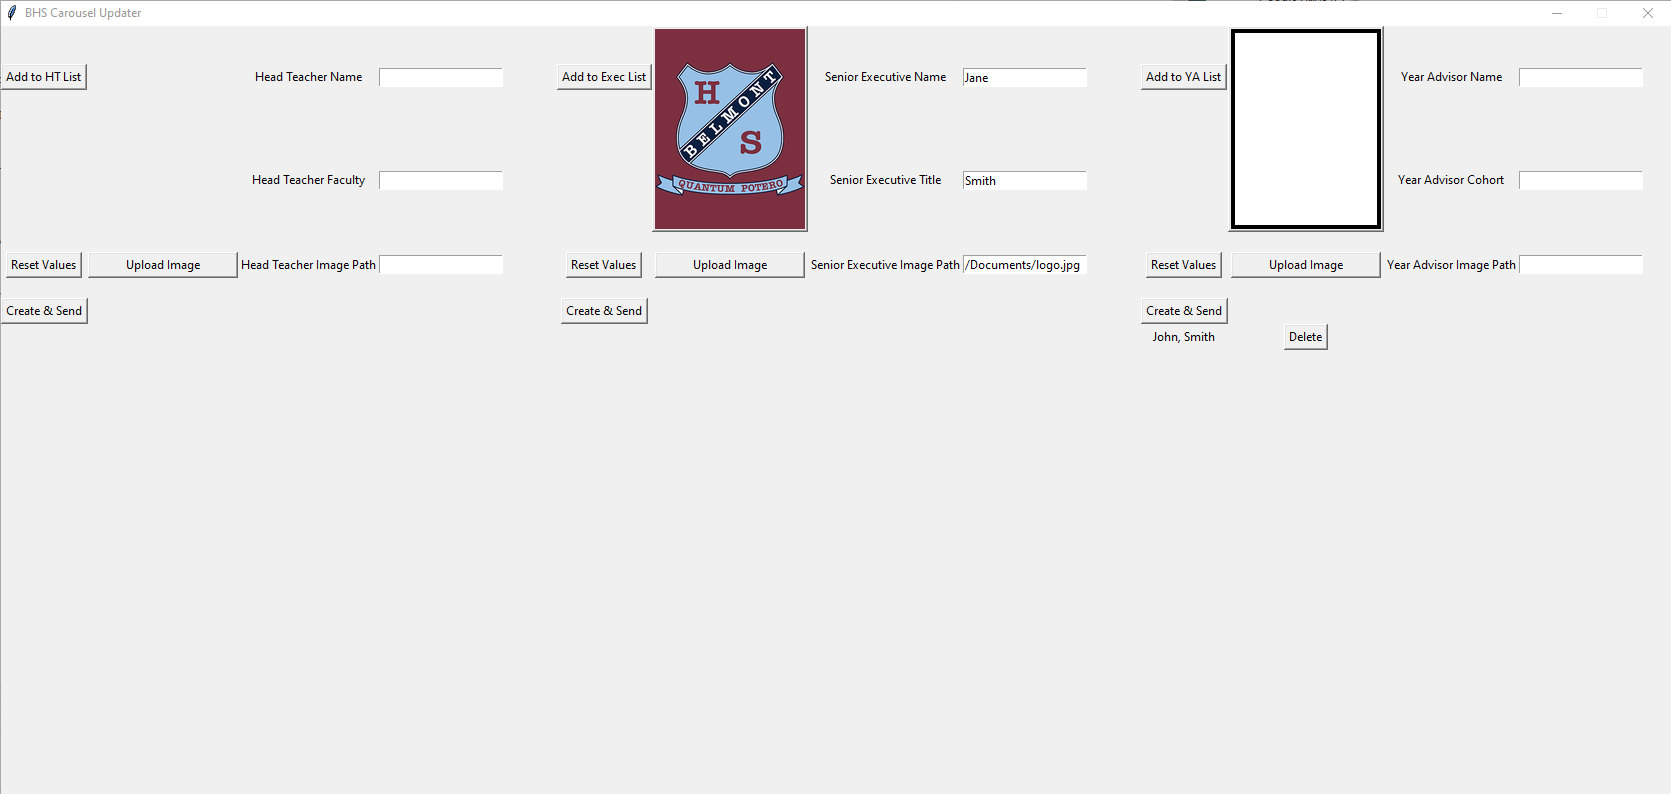 BHS Carousel Updater
Add to HT List
Head Teacher Name
Add to Exec List
H
BELMONT
S
QUANTUM POTERO
Senior Executive Name
Jane
Add to YA List
Year Advisor Name
Head Teacher Faculty
Senior Executive Title
Smith
Year Advisor Cohort
Reset Values
Upload Image
Head Teacher Image Path
Reset Values
Upload Image
Senior Executive Image Path
/Documents/logo.jpg
Reset Values
Upload Image
Year Advisor Image Path
Create & Send
Create & Send
Create & Send
John, Smith
Delete